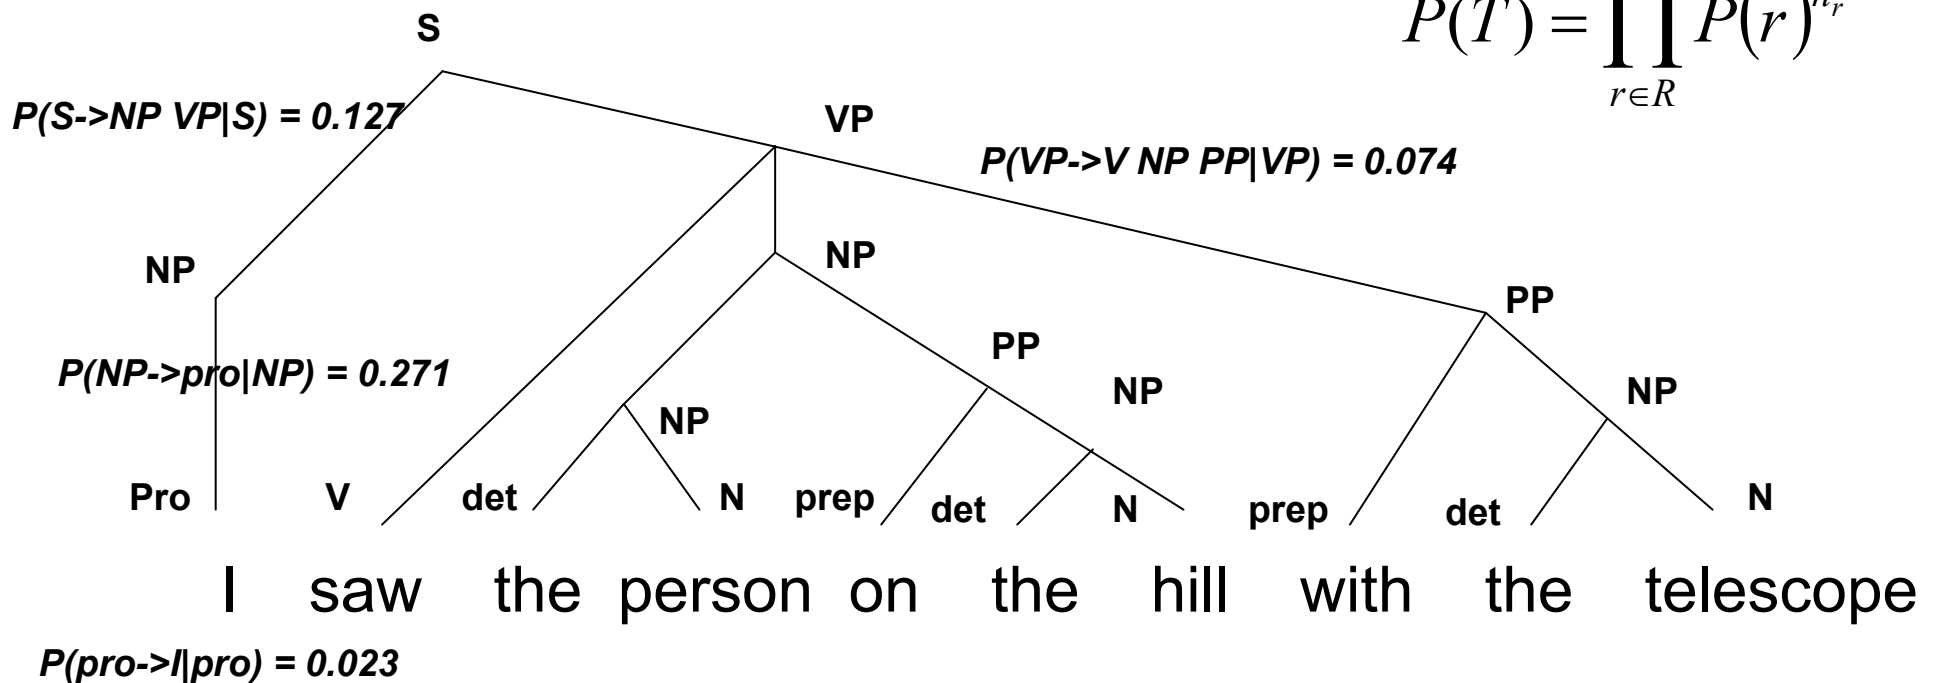 S
P(T) = ∏ P(r)^{n_r}
r∈R
P(S->NP VP|S) = 0.127
VP
P(VP->V NP PP|VP) = 0.074
NP
NP
PP
PP
P(NP->pro|NP) = 0.271
NP
NP
NP
Pro V det N prep det N prep det N
I saw the person on the hill with the telescope
P(pro->I|pro) = 0.023